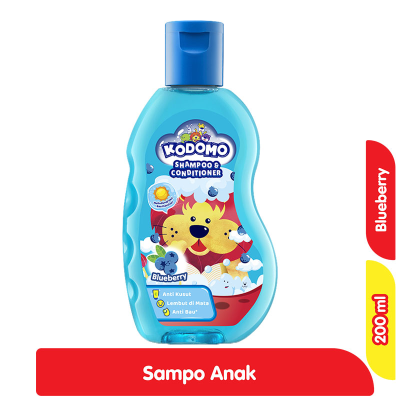 KODOMO
SHAMPOO &
CONDITIONER
Blueberry
Anti Kusut
Lembut di Mata
Anti Bau*
Blueberry
200 ml
Sampo Anak